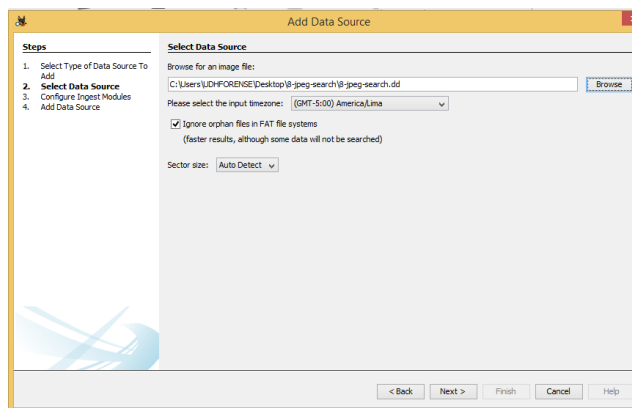 Add Data Source
Steps
1. Select Type of Data Source To
Add
2. Select Data Source
3. Configure Ingest Modules
4. Add Data Source
Select Data Source
Browse for an image file:
C:\Users\UDHFORENSE\Desktop\8-jpeg-search\8-jpeg-search.dd
Browse
Please select the input timezone: (GMT-5:00) America/Lima
Ignore orphan files in FAT file systems
(faster results, although some data will not be searched)
Sector size: Auto Detect
< Back Next > Finish Cancel Help